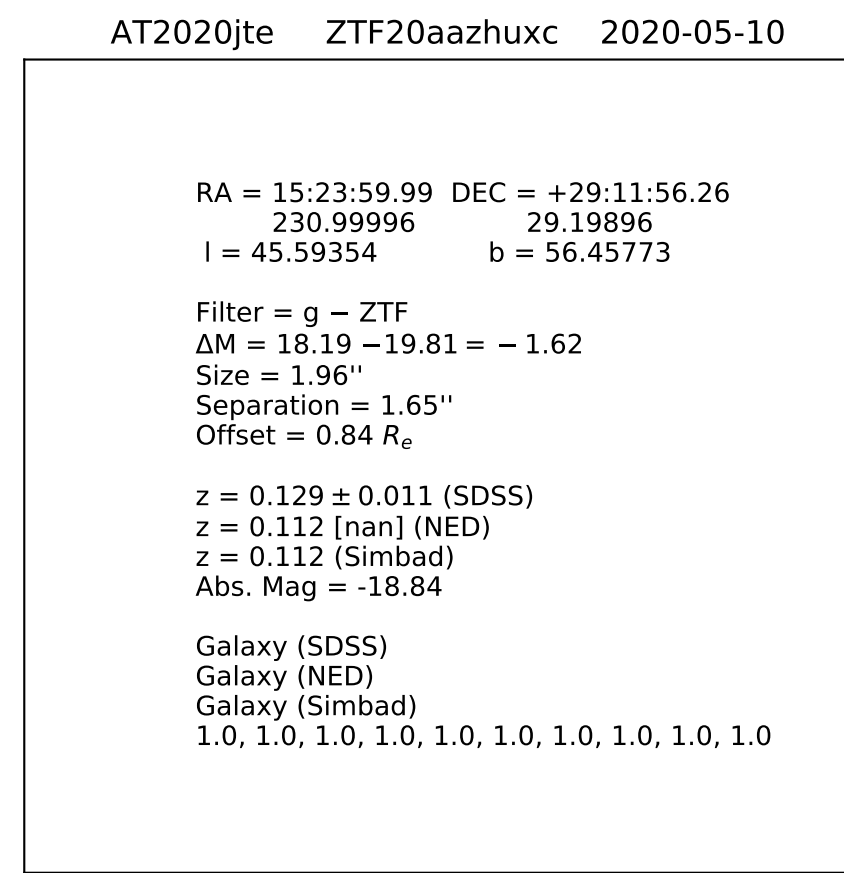 AT2020jte ZTF20aazhuxc 2020-05-10
RA = 15:23:59.99 DEC = +29:11:56.26
230.99996 29.19896
l = 45.59354 b = 56.45773
Filter = g − ZTF
ΔM = 18.19 −19.81 = − 1.62
Size = 1.96''
Separation = 1.65''
Offset = 0.84 Re
z = 0.129 ± 0.011 (SDSS)
z = 0.112 [nan] (NED)
z = 0.112 (Simbad)
Abs. Mag = -18.84
Galaxy (SDSS)
Galaxy (NED)
Galaxy (Simbad)
1.0, 1.0, 1.0, 1.0, 1.0, 1.0, 1.0, 1.0, 1.0, 1.0